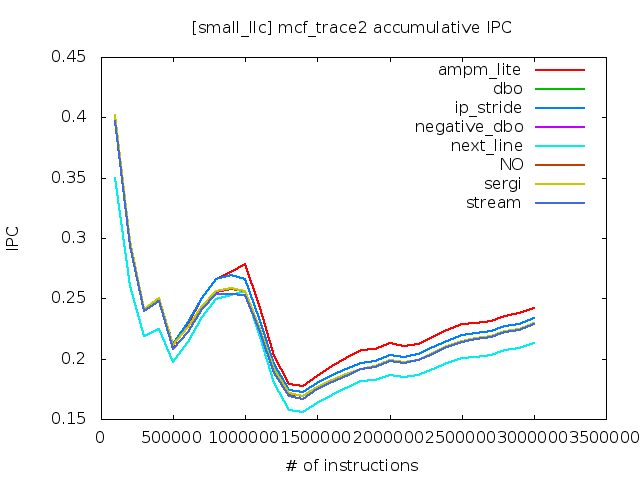 [small_llc] mcf_trace2 accumulative IPC
0.45
0.4
0.35
0.3
0.25
0.2
0.15
IPC
ampm_lite
dbo
ip_stride
negative_dbo
next_line
NO
sergi
stream
0 500000 1000000 1500000 2000000 2500000 3000000 3500000
# of instructions